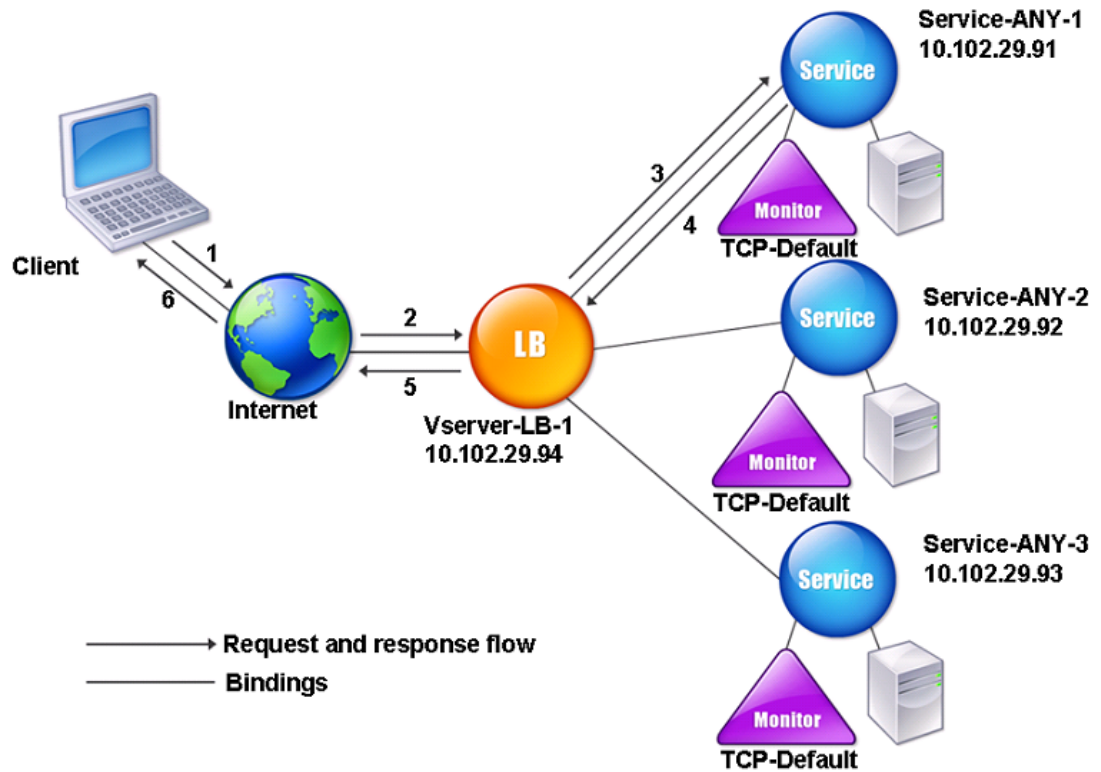 Service-ANY-1
10.102.29.91
Service
Monitor
TCP-Default
3
4
Client
1
6
Internet
2
5
LB
Vserver-LB-1
10.102.29.94
Service-ANY-2
10.102.29.92
Service
Monitor
TCP-Default
Service-ANY-3
10.102.29.93
Service
Monitor
TCP-Default
Request and response flow
Bindings